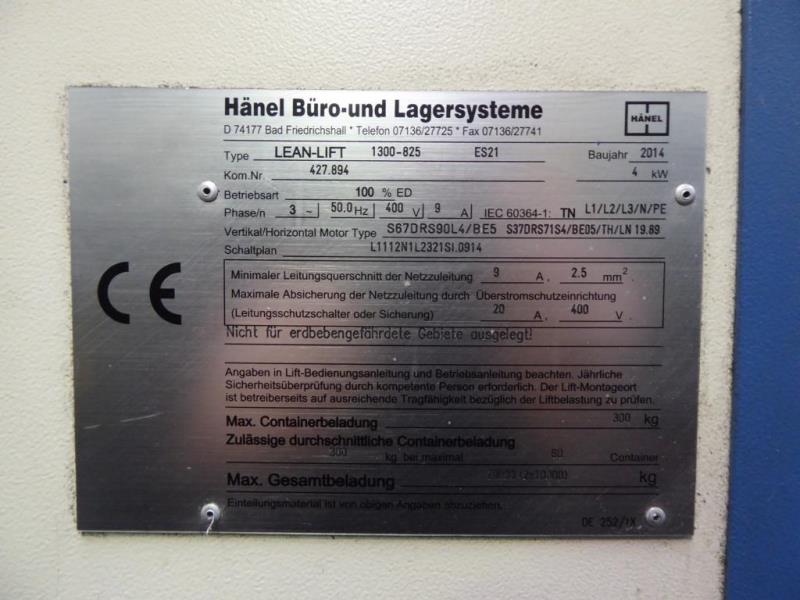 Hänel Büro-und Lagersysteme
D 74177 Bad Friedrichshall * Telefon 07136/27725 * Fax 07136/27741
HÄNEL
Type LEAN-LIFT 1300-825 ES21 Baujahr 2014
Kom.Nr. 427.894 4 kW
Betriebsart 100 % ED
Phase/n 3 ~ 50.0 Hz 400 V 9 A IEC 60364-1: TN L1/L2/L3/N/PE
Vertikal/Horizontal Motor Type S67DRS90L4/BE5 S37DRS71S4/BE05/TH/LN 19.89
Schaltplan L1112N1L2321SI.0914
CE
Minimaler Leitungsquerschnitt der Netzzuleitung 9 A, 2.5 mm².
Maximale Absicherung der Netzzuleitung durch Überstromschutzeinrichtung
(Leitungsschutzschalter oder Sicherung) 20 A, 400 V.
Nicht für erdbebengefährdete Gebiete ausgelegt!
Angaben in Lift-Bedienungsanleitung und Betriebsanleitung beachten. Jährliche
Sicherheitsüberprüfung durch kompetente Person erforderlich. Der Lift-Montageort
ist betreiberseits auf ausreichende Tragfähigkeit bezüglich der Liftbelastung zu prüfen.
Max. Containerbeladung 300 kg
Zulässige durchschnittliche Containerbeladung
300 kg bei maximal Container
Max. Gesamtbeladung kg
Einteilungsmaterial ist von obigen Angaben abzuziehen.
DE 252/IX